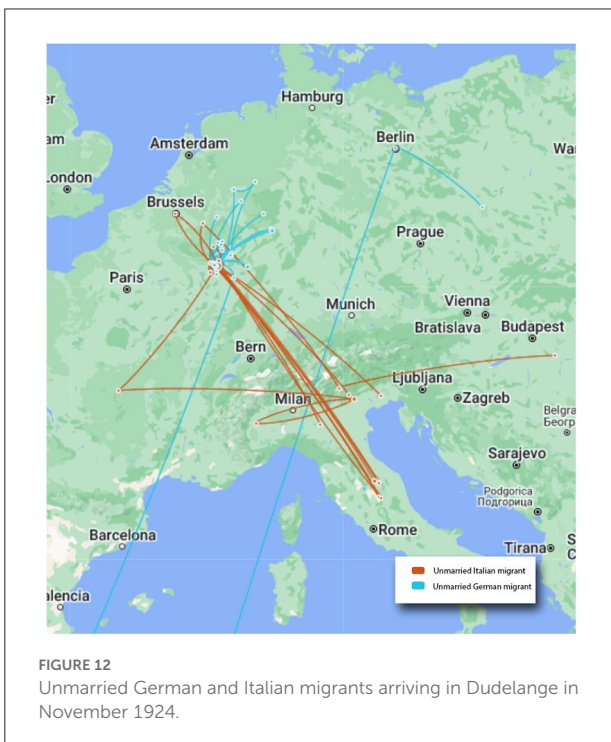 Hamburg
er
am
Amsterdam
Berlin
London
War
Brussels
Prague
Paris
Munich
Vienna
Bratislava
Budapest
Bern
Ljubljana
Milan
Zagreb
Belgra
Београ
Sarajevo
Podgorica
Подгорица
Rome
Barcelona
Tirana
S
C
alencia
Unmarried Italian migrant
Unmarried German migrant
FIGURE 12
Unmarried German and Italian migrants arriving in Dudelange in
November 1924.